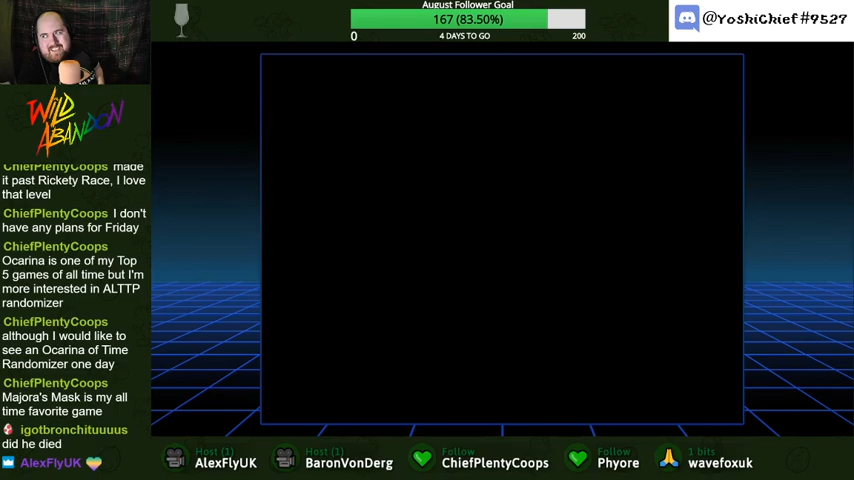 August Follower Goal
167 (83.50%)
0
4 DAYS TO GO
200
@YoshiChief#9527
WILD
ABANDON
ChiefPlentyCoops made
it past Rickety Race, I love
that level
ChiefPlentyCoops I don't
have any plans for Friday
ChiefPlentyCoops
Ocarina is one of my Top
5 games of all time but I'm
more interested in ALTTP
randomizer
ChiefPlentyCoops
although I would like to
see an Ocarina of Time
Randomizer one day
ChiefPlentyCoops
Majora's Mask is my all
time favorite game
igotbronchituuuus
did he died
AlexFlyUK
Host (1)
AlexFlyUK
Host (1)
BaronVonDerg
Follow
ChiefPlentyCoops
Follow
Phyore
1 bits
wavefoxuk